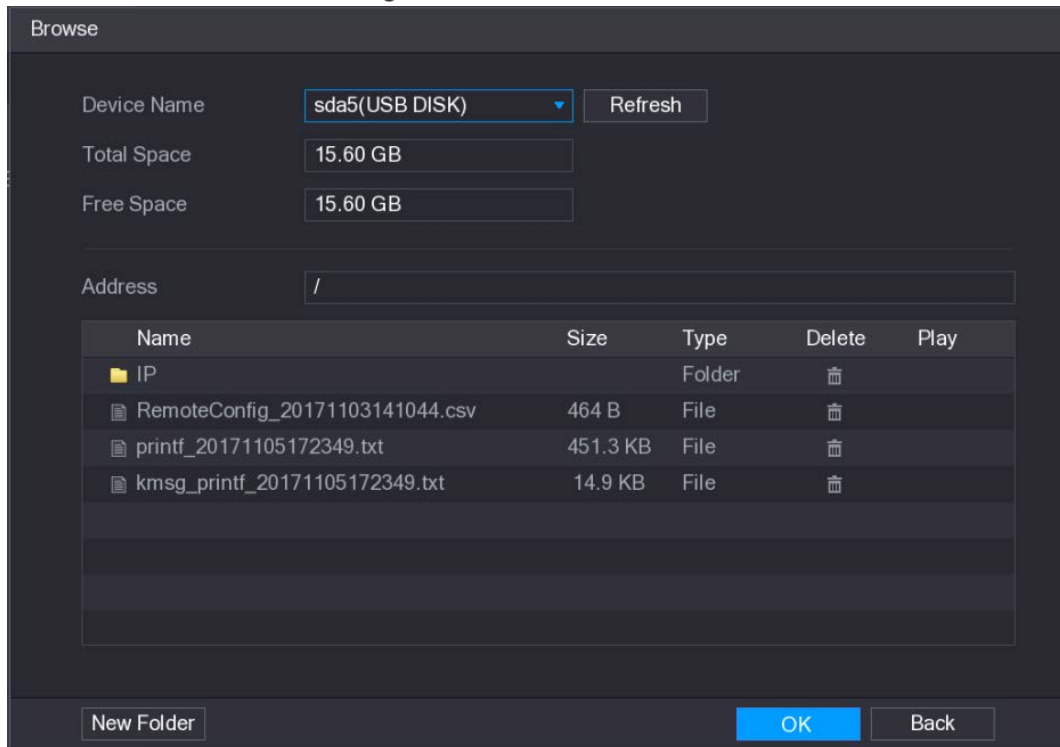 Browse
Device Name sda5(USB DISK) Refresh
Total Space 15.60 GB
Free Space 15.60 GB
Address /
Name Size Type Delete Play
IP Folder
RemoteConfig_20171103141044.csv 464 B File
printf_20171105172349.txt 451.3 KB File
kmsg_printf_20171105172349.txt 14.9 KB File
New Folder OK Back